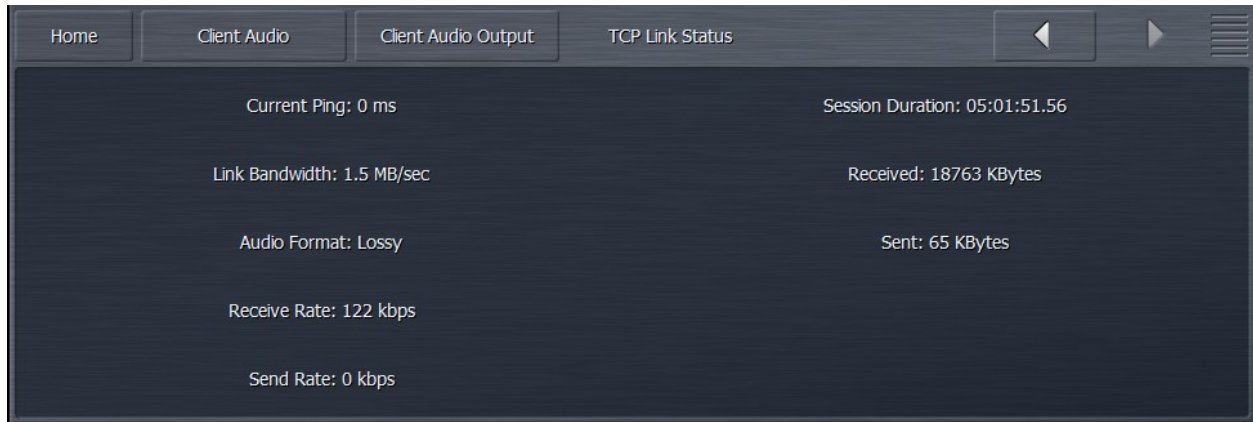 Home
Client Audio
Client Audio Output
TCP Link Status
Current Ping: 0 ms
Session Duration: 05:01:51.56
Link Bandwidth: 1.5 MB/sec
Received: 18763 KBytes
Audio Format: Lossy
Sent: 65 KBytes
Receive Rate: 122 kbps
Send Rate: 0 kbps